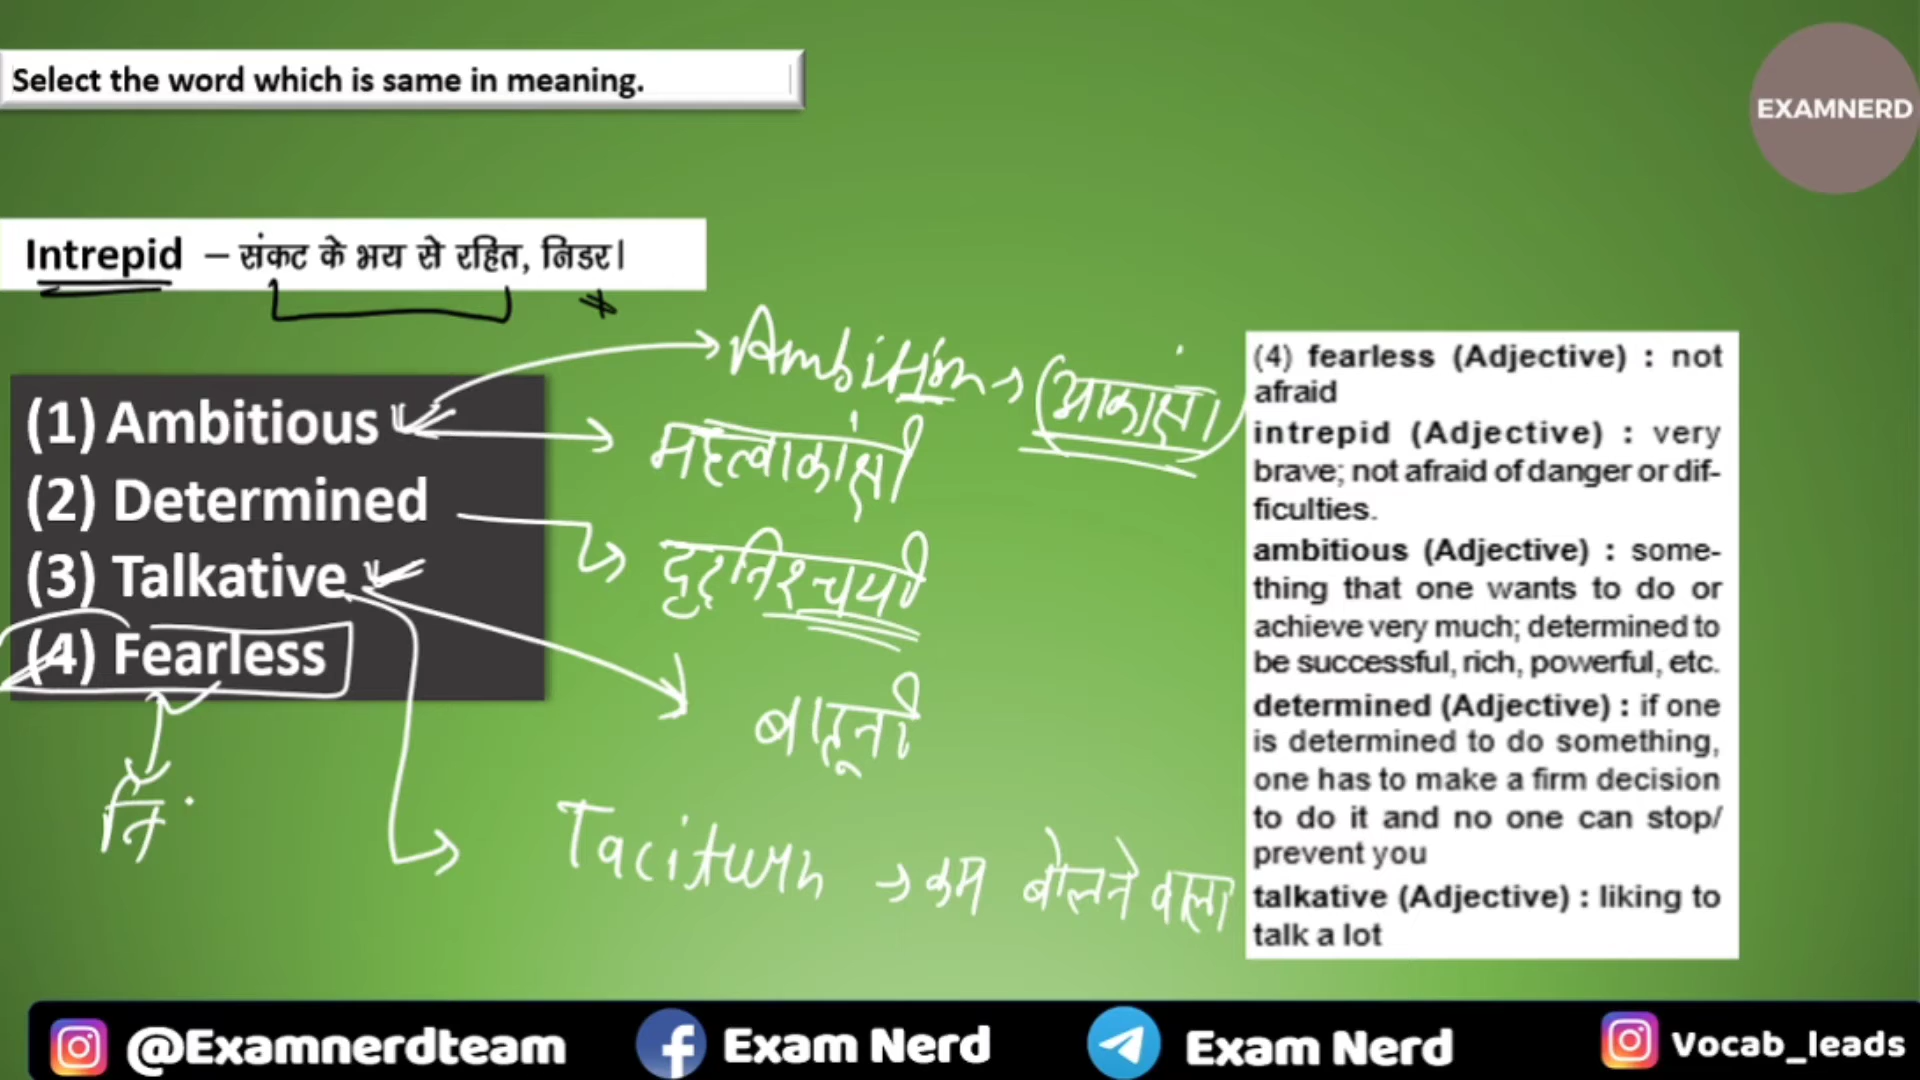 Select the word which is same in meaning.
EXAMNERD
Intrepid – संकट के भय से रहित, निडर।
(1) Ambitious
(2) Determined
(3) Talkative
(4) Fearless
Ambition → (आकांक्षा)
महत्वाकांक्षी
दृढ़निश्चयी
बातूनी
नि
Taciturn → कम बोलने वाला
(4) fearless (Adjective) : not
afraid
intrepid (Adjective) : very
brave; not afraid of danger or dif-
ficulties.
ambitious (Adjective) : some-
thing that one wants to do or
achieve very much; determined to
be successful, rich, powerful, etc.
determined (Adjective) : if one
is determined to do something,
one has to make a firm decision
to do it and no one can stop/
prevent you
talkative (Adjective) : liking to
talk a lot
@Examnerdteam
Exam Nerd
Exam Nerd
Vocab_leads